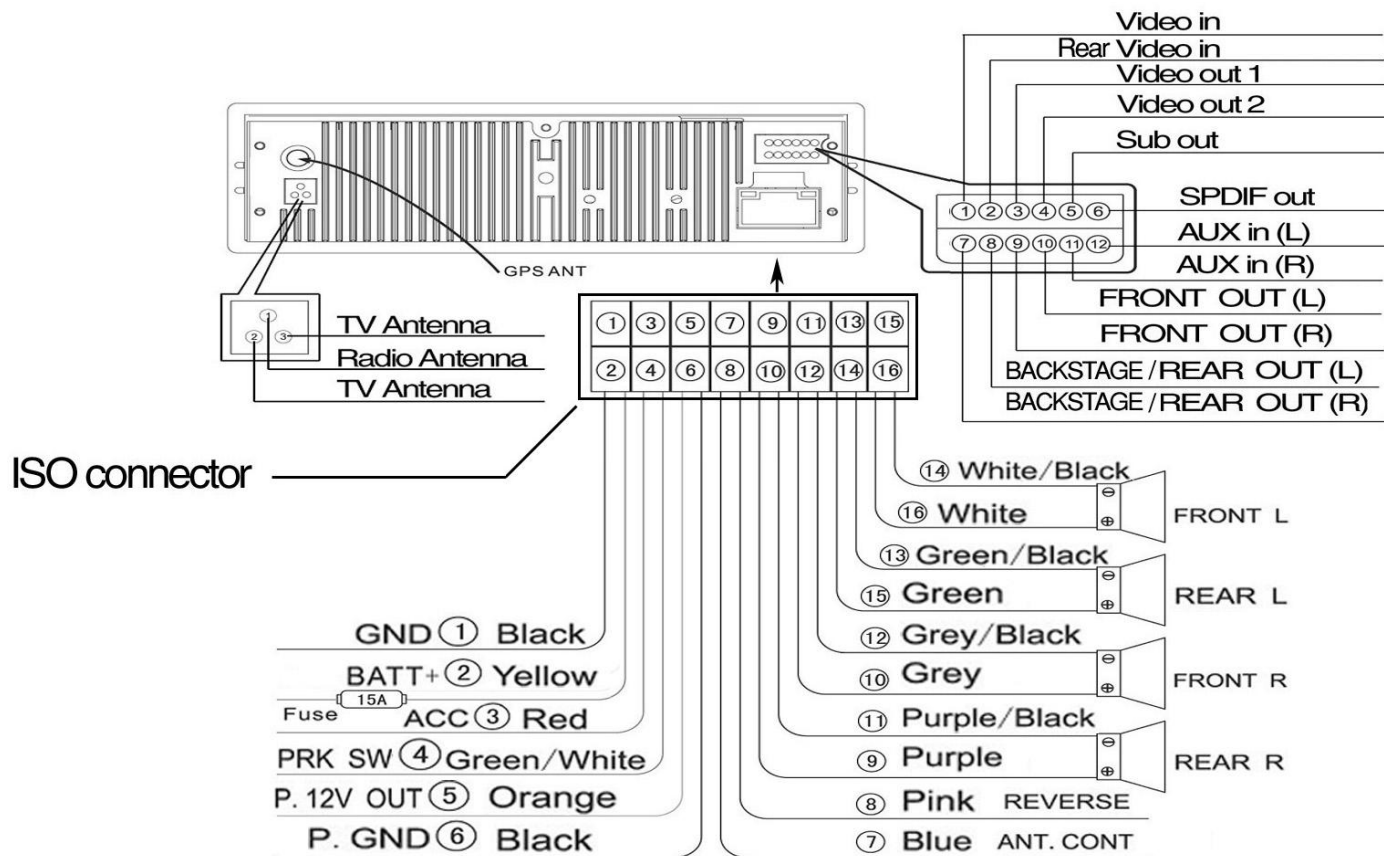 Video in
Rear Video in
Video out 1
Video out 2
Sub out
SPDIF out
AUX in (L)
AUX in (R)
FRONT OUT (L)
FRONT OUT (R)
BACKSTAGE / REAR OUT (L)
BACKSTAGE / REAR OUT (R)
① ② ③ ④ ⑤ ⑥
⑦ ⑧ ⑨ ⑩ ⑪ ⑫
GPS ANT
①
② ③
TV Antenna
Radio Antenna
TV Antenna
① ③ ⑤ ⑦ ⑨ ⑪ ⑬ ⑮
② ④ ⑥ ⑧ ⑩ ⑫ ⑭ ⑯
ISO connector
GND ① Black
BATT+ ② Yellow
Fuse 15A
ACC ③ Red
PRK SW ④ Green/White
P. 12V OUT ⑤ Orange
P. GND ⑥ Black
⑭ White/Black ⊖
⑯ White ⊕
FRONT L
⑬ Green/Black ⊖
⑮ Green ⊕
REAR L
⑫ Grey/Black ⊖
⑩ Grey ⊕
FRONT R
⑪ Purple/Black ⊖
⑨ Purple ⊕
REAR R
⑧ Pink REVERSE
⑦ Blue ANT. CONT